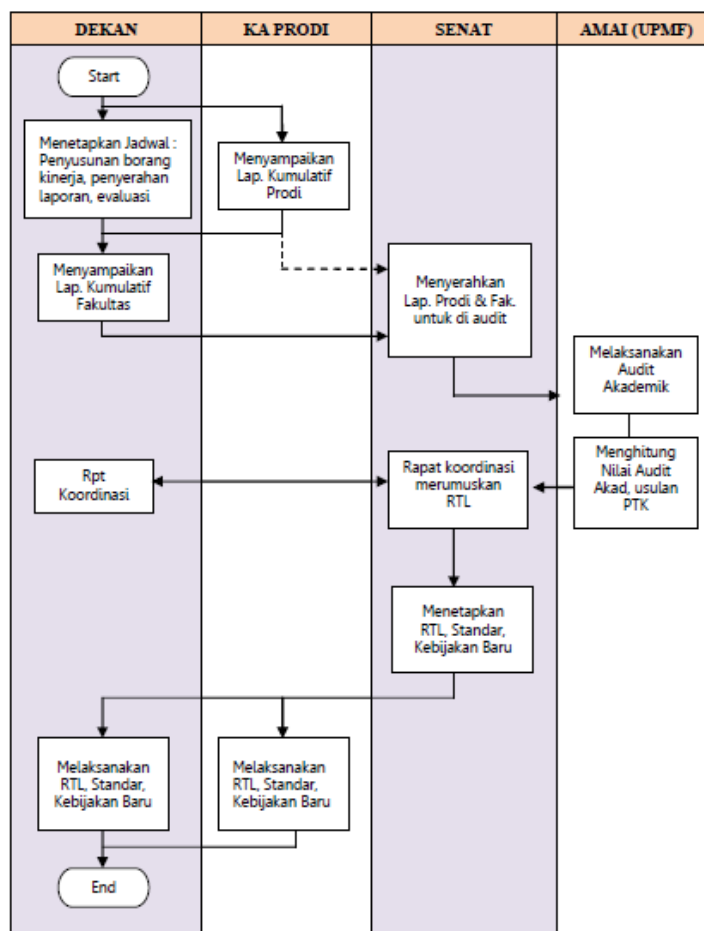 DEKAN
KA PRODI
SENAT
AMAI (UPMF)
Start
Menetapkan Jadwal :
Penyusunan borang
kinerja, penyerahan
laporan, evaluasi
Menyampaikan
Lap. Kumulatif
Prodi
Menyampaikan
Lap. Kumulatif
Fakultas
Menyerahkan
Lap. Prodi & Fak.
untuk di audit
Melaksanakan
Audit
Akademik
Menghitung
Nilai Audit
Akad, usulan
PTK
Rapat koordinasi
merumuskan
RTL
Rpt
Koordinasi
Menetapkan
RTL, Standar,
Kebijakan Baru
Melaksanakan
RTL, Standar,
Kebijakan Baru
Melaksanakan
RTL, Standar,
Kebijakan Baru
End